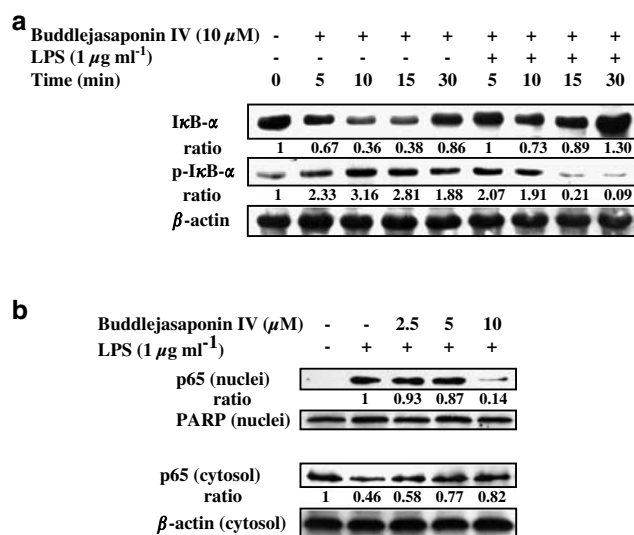 a
Buddlejasaponin IV (10 µM) - + + + + + + + +
LPS (1 µg ml-1) - - - - - + + + +
Time (min) 0 5 10 15 30 5 10 15 30
IκB-α
ratio 1 0.67 0.36 0.38 0.86 1 0.73 0.89 1.30
p-IκB-α
ratio 1 2.33 3.16 2.81 1.88 2.07 1.91 0.21 0.09
β-actin
b
Buddlejasaponin IV (µM) - - 2.5 5 10
LPS (1 µg ml-1) - + + + +
p65 (nuclei)
ratio 1 0.93 0.87 0.14
PARP (nuclei)
p65 (cytosol)
ratio 1 0.46 0.58 0.77 0.82
β-actin (cytosol)